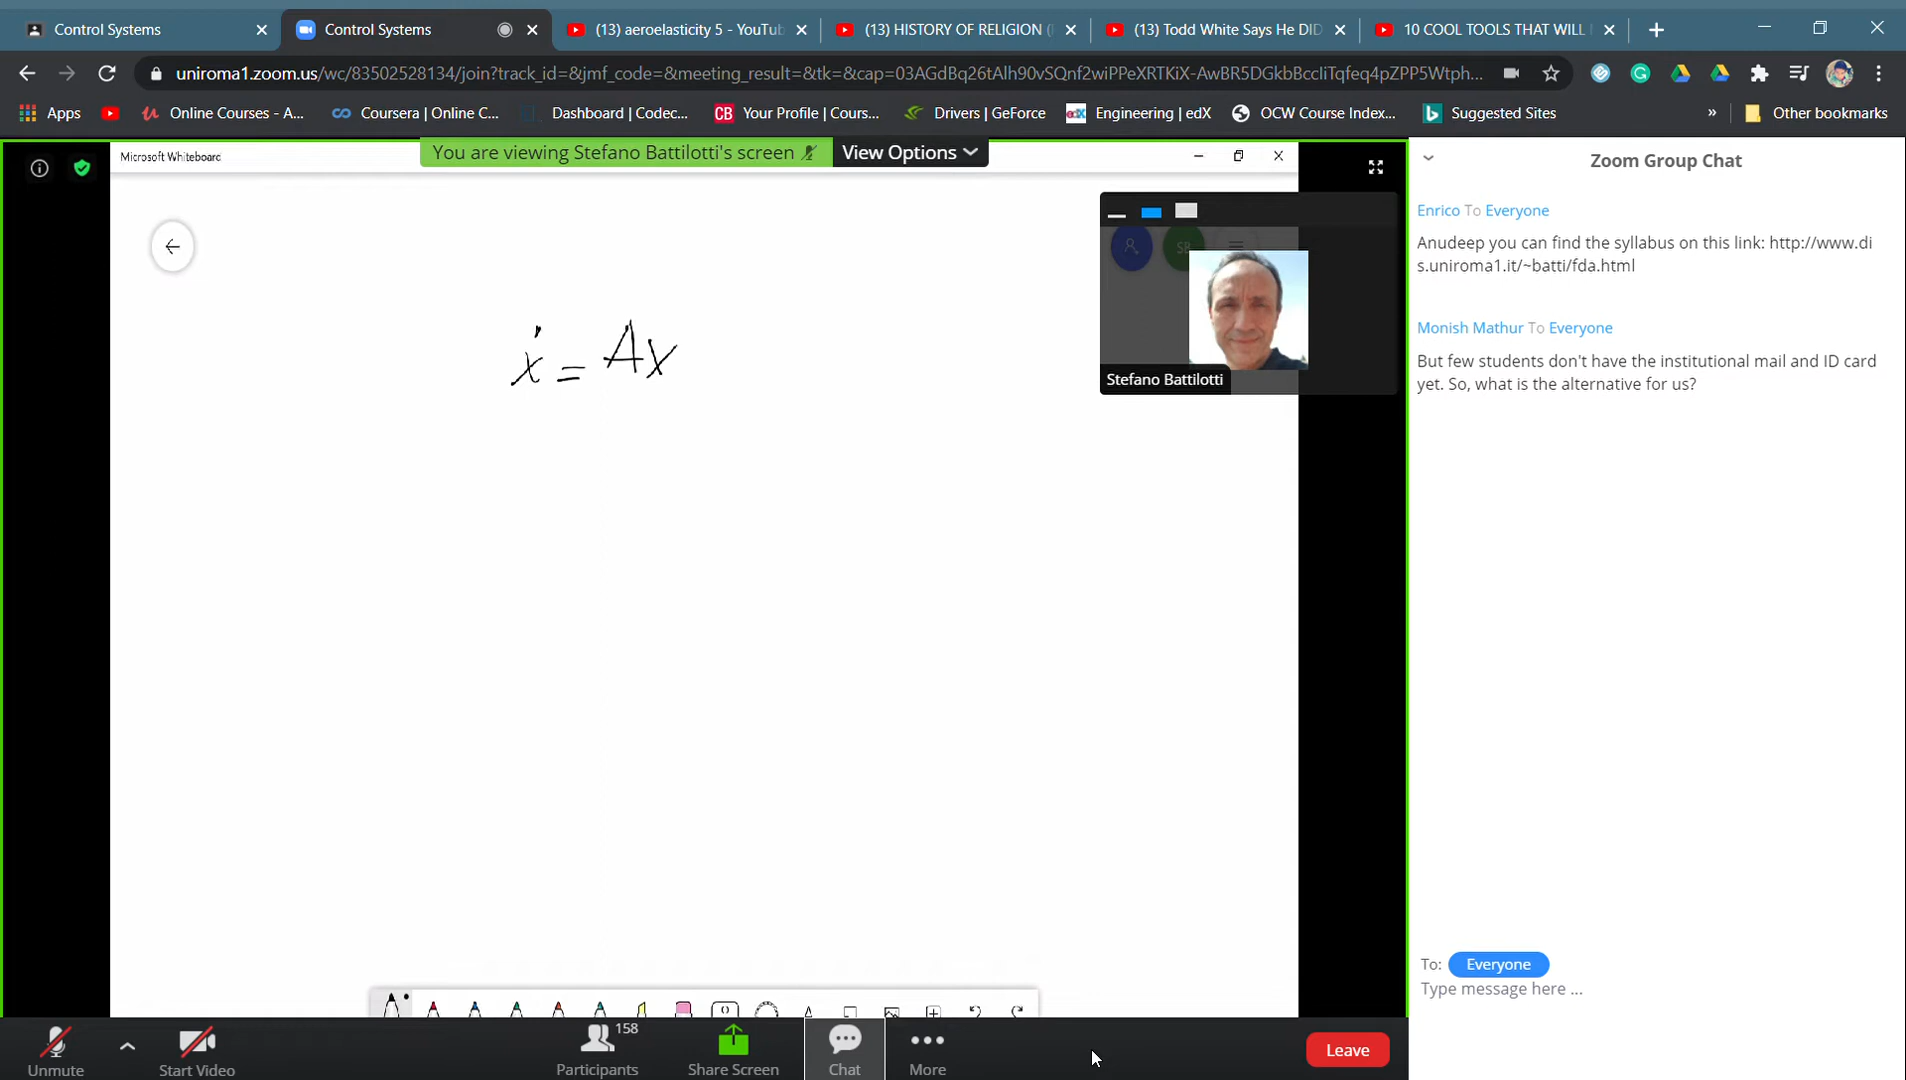 Control Systems
Control Systems
(13) aeroelasticity 5 - YouTub
(13) HISTORY OF RELIGION (
(13) Todd White Says He DID
10 COOL TOOLS THAT WILL
uniroma1.zoom.us/wc/83502528134/join?track_id=&jmf_code=&meeting_result=&tk=&cap=03AGdBq26tAlh90vSQnf2wiPPeXRTKiX-AwBR5DGkbBccIiTqfeq4pZPP5Wtph...
Apps
Online Courses - A...
Coursera | Online C...
Dashboard | Codec...
CB
Your Profile | Cours...
Drivers | GeForce
edX
Engineering | edX
OCW Course Index...
Suggested Sites
»
Other bookmarks
Microsoft Whiteboard
You are viewing Stefano Battilotti's screen
View Options
SB
Stefano Battilotti
ẋ = Ax
Zoom Group Chat
Enrico To Everyone
Anudeep you can find the syllabus on this link: http://www.di
s.uniroma1.it/~batti/fda.html
Monish Mathur To Everyone
But few students don't have the institutional mail and ID card
yet. So, what is the alternative for us?
To: Everyone
Type message here ...
Unmute
Start Video
158
Participants
Share Screen
Chat
More
Leave